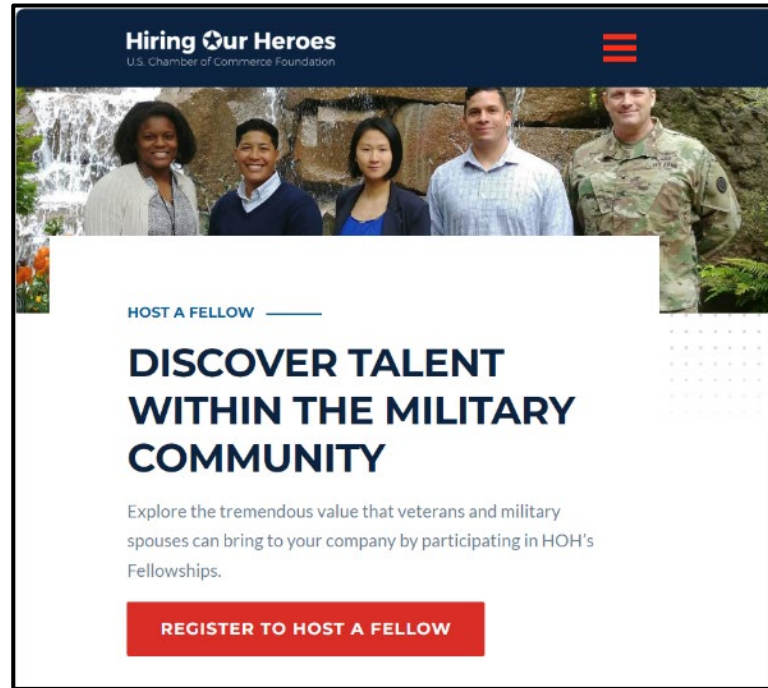 Hiring Our Heroes
U.S. Chamber of Commerce Foundation
HOST A FELLOW
DISCOVER TALENT
WITHIN THE MILITARY
COMMUNITY
Explore the tremendous value that veterans and military
spouses can bring to your company by participating in HOH's
Fellowships.
REGISTER TO HOST A FELLOW